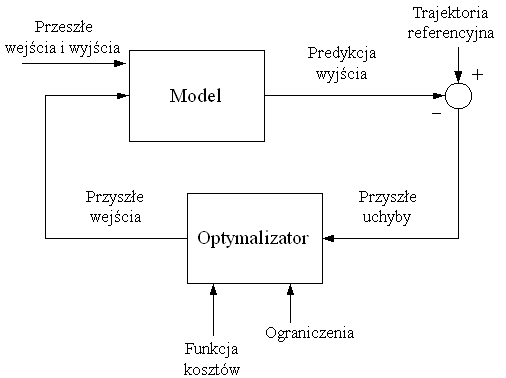 Przeszłe
wejścia i wyjścia
Model
Predykcja
wyjścia
Trajektoria
referencyjna
+
−
Przyszłe
wejścia
Optymalizator
Przyszłe
uchyby
Funkcja
kosztów
Ograniczenia